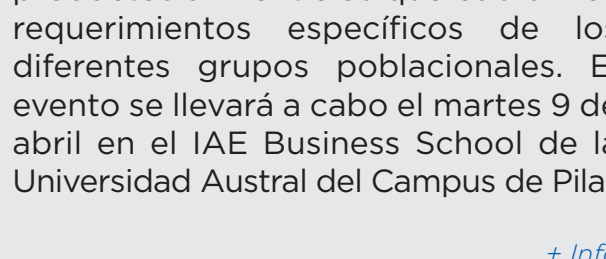 requerimientos específicos de los
diferentes grupos poblacionales. E
evento se llevará a cabo el martes 9 de
abril en el IAE Business School de la
Universidad Austral del Campus de Pila
+ Info